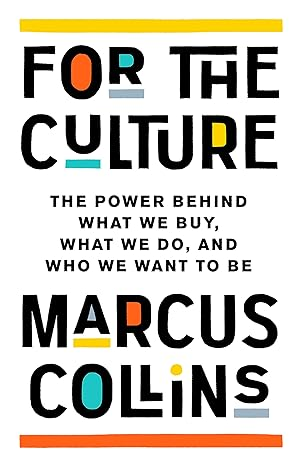 FOR THE
CULTURE
THE POWER BEHIND
WHAT WE BUY,
WHAT WE DO, AND
WHO WE WANT TO BE
MARCUS
COLLiNS